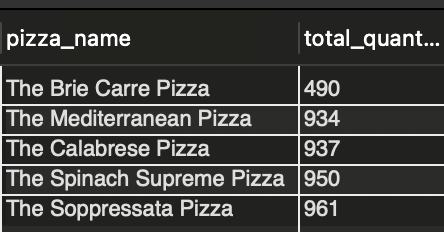 pizza_name total_quant...
The Brie Carre Pizza 490
The Mediterranean Pizza 934
The Calabrese Pizza 937
The Spinach Supreme Pizza 950
The Soppressata Pizza 961